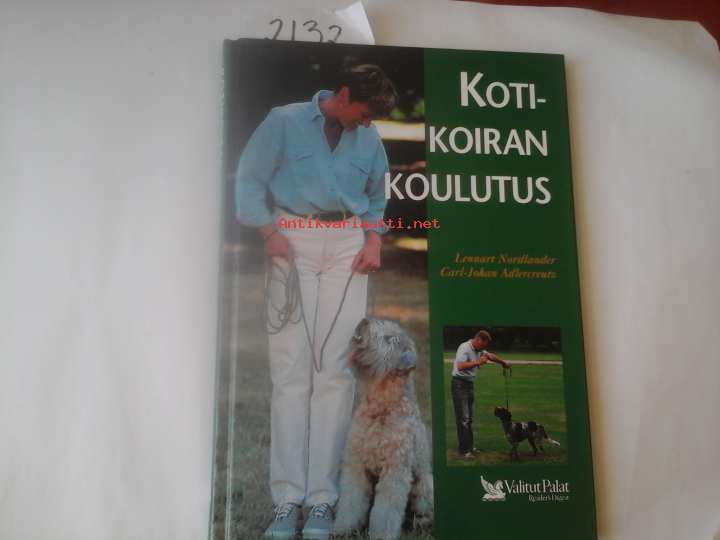 2132
KOTI-
KOIRAN
KOULUTUS
Antikvariaatti.net
Lennart Nordlander
Carl-Johan Adlercreutz
Valitut Palat
Reader's Digest